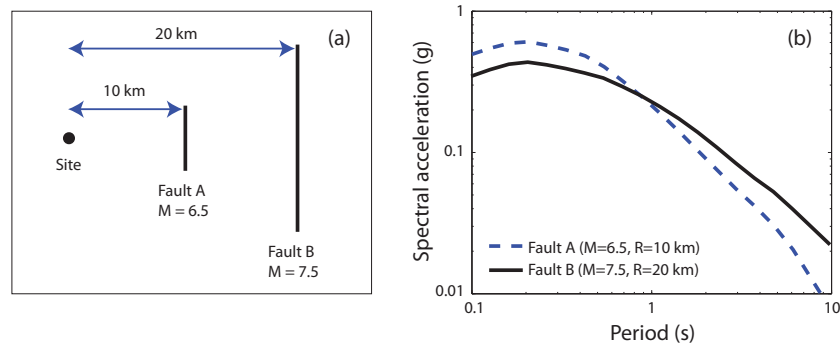 20 km
(a)
10 km
Site
Fault A
M = 6.5
Fault B
M = 7.5
(b)
Spectral acceleration (g)
1
0.1
0.01
Fault A (M=6.5, R=10 km)
Fault B (M=7.5, R=20 km)
0.1
1
10
Period (s)